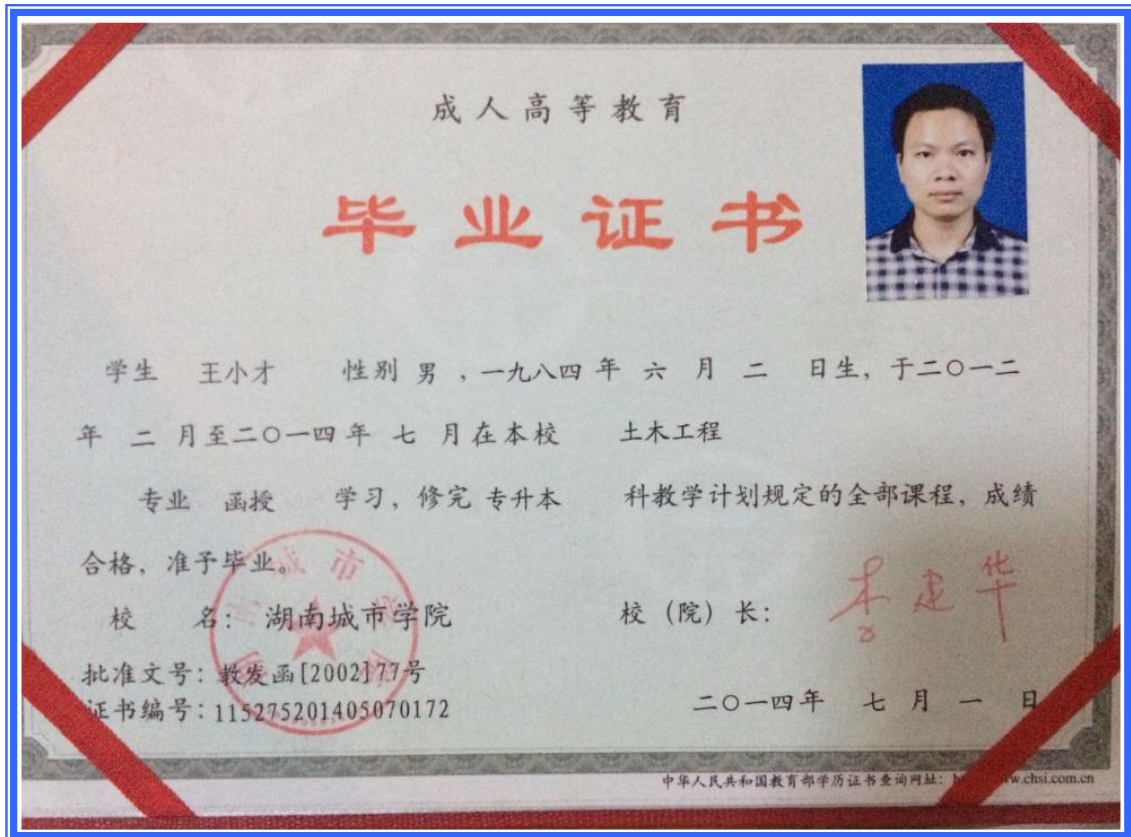 成人高等教育
毕业证书
学生 王小才 性别 男 ，一九八四 年 六 月 二 日生，于二〇一二
年 二 月至二〇一四 年 七 月在本校 土木工程
专业 函授 学习，修完 专升本 科教学计划规定的全部课程，成绩
合格，准予毕业。
校 名：湖南城市学院
校（院）长：
李建华
批准文号：教发函[2002]77号
证书编号：115275201405070172
二〇一四年 七 月 一 日
中华人民共和国教育部学历证书查询网址： w.chsi.com.cn